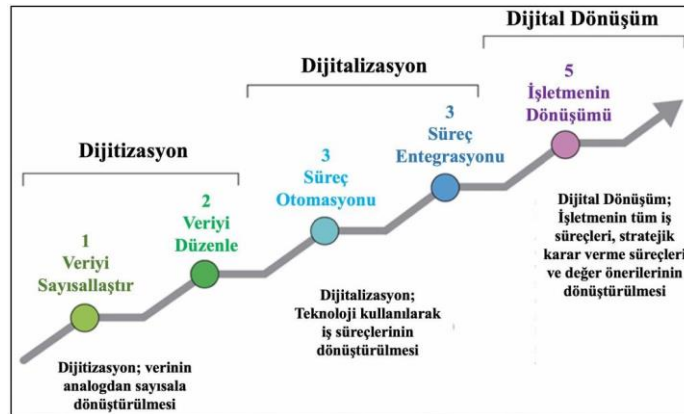 Dijitizasyon
1
Veriyi
Sayısallaştır
2
Veriyi
Düzenle
Dijitizasyon; verinin
analogdan sayısala
dönüştürülmesi
Dijitalizasyon
3
Süreç
Otomasyonu
3
Süreç
Entegrasyonu
Dijitalizasyon;
Teknoloji kullanılarak
iş süreçlerinin
dönüştürülmesi
Dijital Dönüşüm
5
İşletmenin
Dönüşümü
Dijital Dönüşüm;
İşletmenin tüm iş
süreçleri, stratejik
karar verme süreçleri
ve değer önerilerinin
dönüştürülmesi